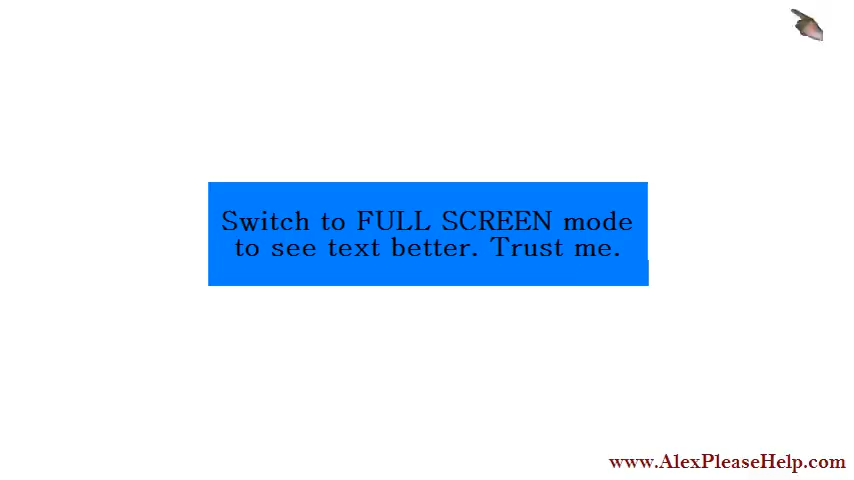 Switch to FULL SCREEN mode
to see text better. Trust me.
www.AlexPleaseHelp.com